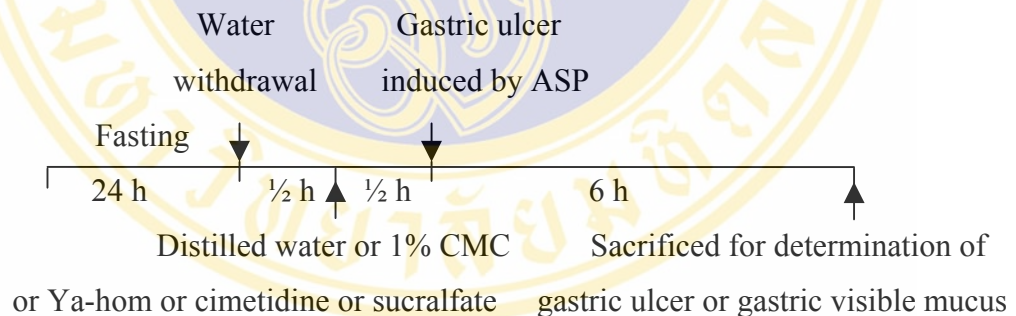 Water Gastric ulcer
withdrawal induced by ASP
Fasting
24 h ½ h ½ h 6 h
Distilled water or 1% CMC Sacrificed for determination of
or Ya-hom or cimetidine or sucralfate gastric ulcer or gastric visible mucus